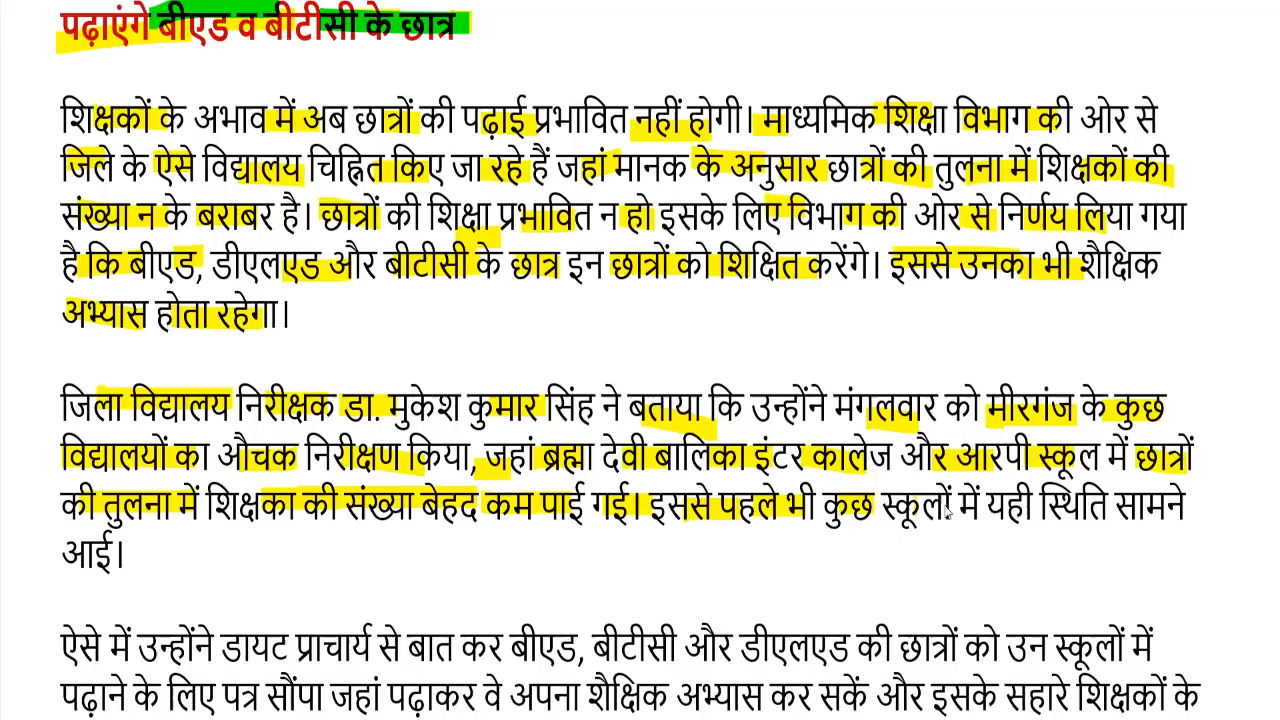 पढ़ाएंगे बीएड व बीटीसी के छात्र
शिक्षकों के अभाव में अब छात्रों की पढ़ाई प्रभावित नहीं होगी। माध्यमिक शिक्षा विभाग की ओर से
जिले के ऐसे विद्यालय चिह्नित किए जा रहे हैं जहां मानक के अनुसार छात्रों की तुलना में शिक्षकों की
संख्या न के बराबर है। छात्रों की शिक्षा प्रभावित न हो इसके लिए विभाग की ओर से निर्णय लिया गया
है कि बीएड, डीएलएड और बीटीसी के छात्र इन छात्रों को शिक्षित करेंगे। इससे उनका भी शैक्षिक
अभ्यास होता रहेगा।
जिला विद्यालय निरीक्षक डा. मुकेश कुमार सिंह ने बताया कि उन्होंने मंगलवार को मीरगंज के कुछ
विद्यालयों का औचक निरीक्षण किया, जहां ब्रह्मा देवी बालिका इंटर कालेज और आरपी स्कूल में छात्रों
की तुलना में शिक्षका की संख्या बेहद कम पाई गई। इससे पहले भी कुछ स्कूलों में यही स्थिति सामने
आई।
ऐसे में उन्होंने डायट प्राचार्य से बात कर बीएड, बीटीसी और डीएलएड की छात्रों को उन स्कूलों में
पढ़ाने के लिए पत्र सौंपा जहां पढ़ाकर वे अपना शैक्षिक अभ्यास कर सकें और इसके सहारे शिक्षकों के